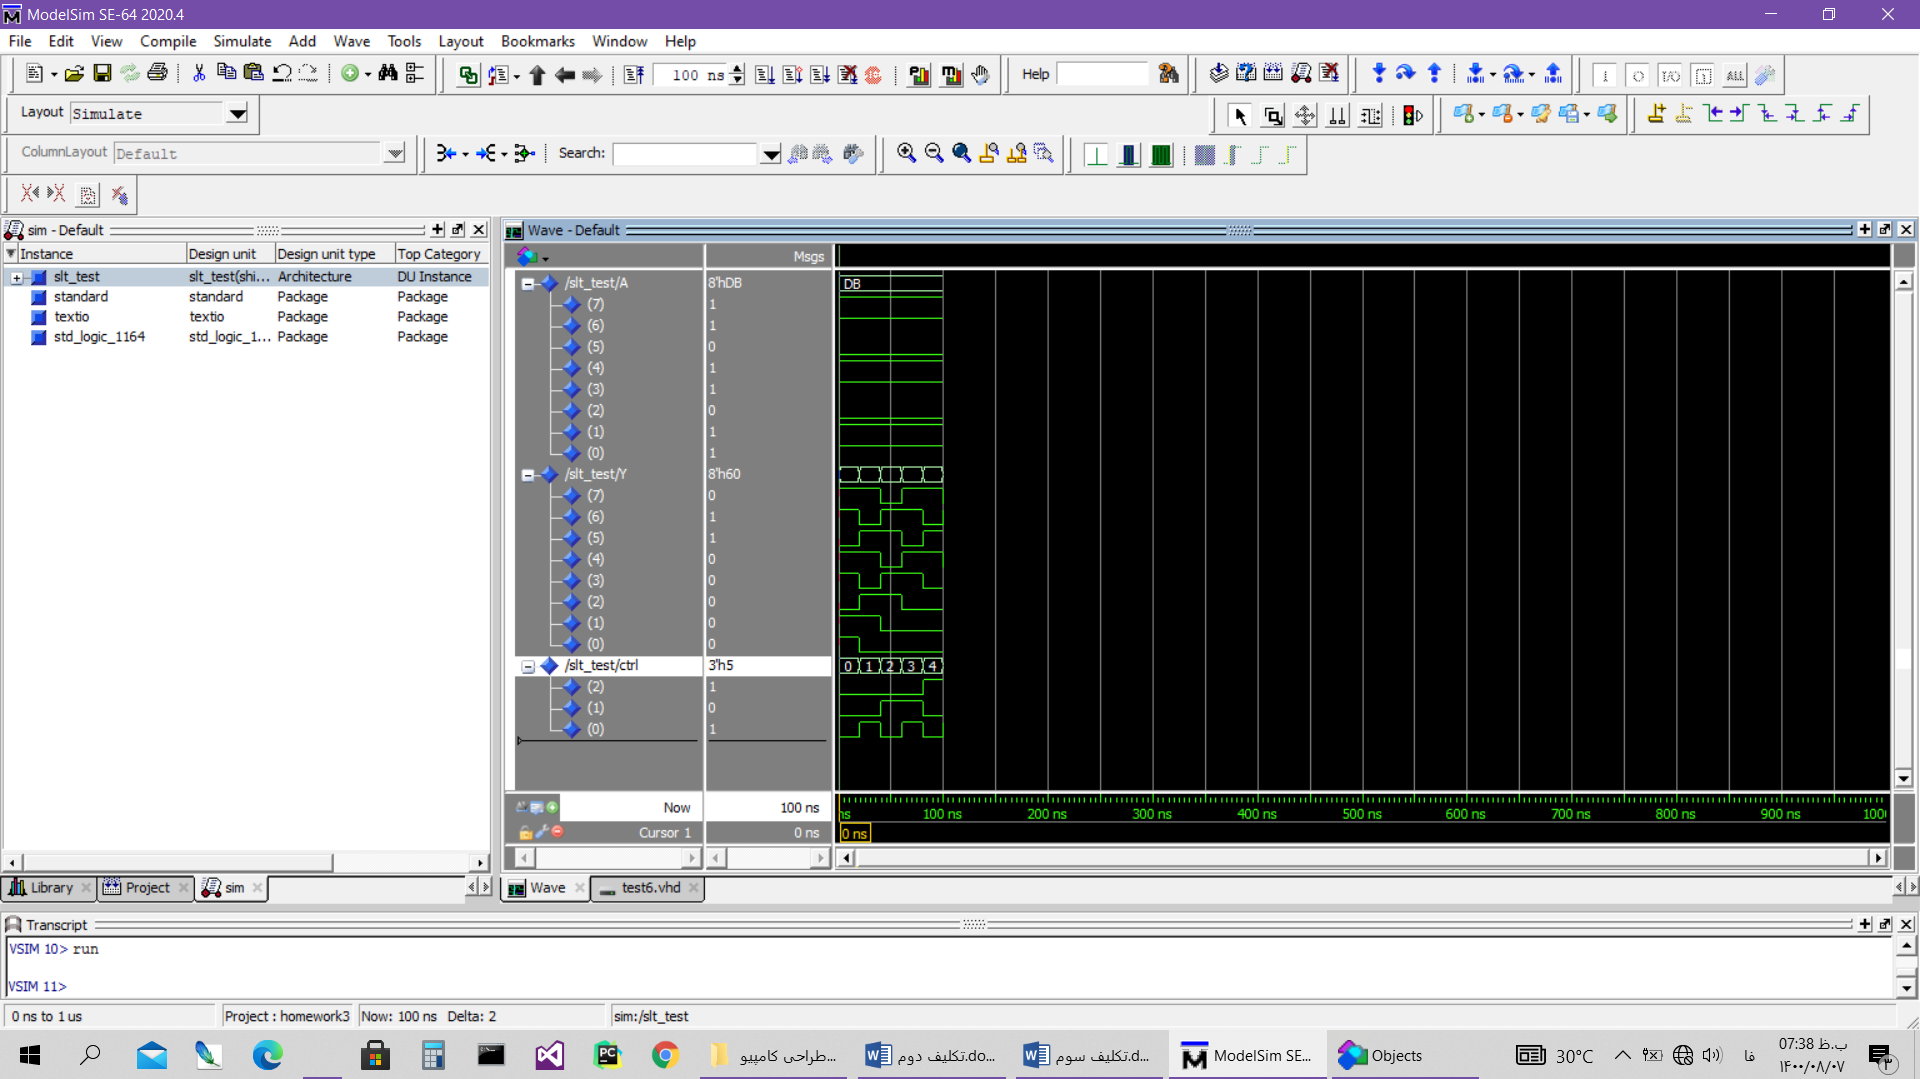 ModelSim SE-64 2020.4
File Edit View Compile Simulate Add Wave Tools Layout Bookmarks Window Help
100 ns Help
ALL
Layout Simulate
ColumnLayout Default Search:
sim - Default
Instance Design unit Design unit type Top Category
slt_test slt_test(shi... Architecture DU Instance
standard standard Package Package
textio textio Package Package
std_logic_1164 std_logic_1... Package Package
Wave - Default
Msgs
/slt_test/A 8'hDB DB
(7) 1
(6) 1
(5) 0
(4) 1
(3) 1
(2) 0
(1) 1
(0) 1
/slt_test/Y 8'h60
(7) 0
(6) 1
(5) 1
(4) 0
(3) 0
(2) 0
(1) 0
(0) 0
/slt_test/ctrl 3'h5 0 1 2 3 4
(2) 1
(1) 0
(0) 1
Now 100 ns ns 100 ns 200 ns 300 ns 400 ns 500 ns 600 ns 700 ns 800 ns 900 ns 1000
Cursor 1 0 ns 0 ns
Library Project sim Wave test6.vhd
Transcript
VSIM 10> run
VSIM 11>
0 ns to 1 us Project : homework3 Now: 100 ns Delta: 2 sim:/slt_test
طراحی کامپیو... تکلیف دوم.do... تکلیف سوم.d... ModelSim SE... Objects 30°C فا
07:38 ب.ظ
۱۴۰۰/۰۸/۰۷
۳